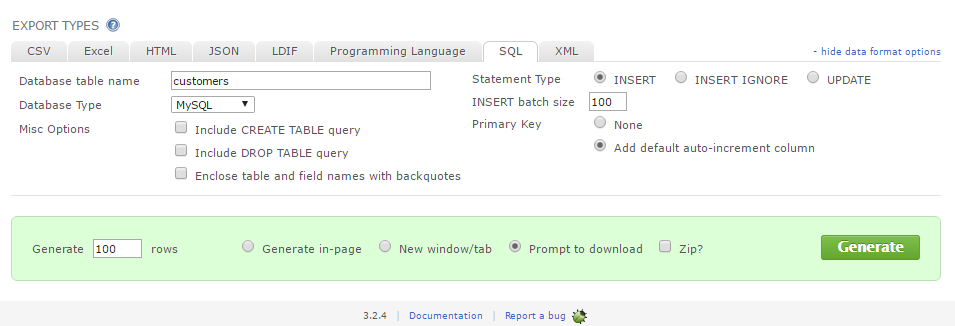 EXPORT TYPES ?
CSV Excel HTML JSON LDIF Programming Language SQL XML - hide data format options
Database table name customers
Database Type MySQL
Misc Options Include CREATE TABLE query
Include DROP TABLE query
Enclose table and field names with backquotes
Statement Type INSERT INSERT IGNORE UPDATE
INSERT batch size 100
Primary Key None
Add default auto-increment column
Generate 100 rows Generate in-page New window/tab Prompt to download Zip? Generate
3.2.4 | Documentation | Report a bug